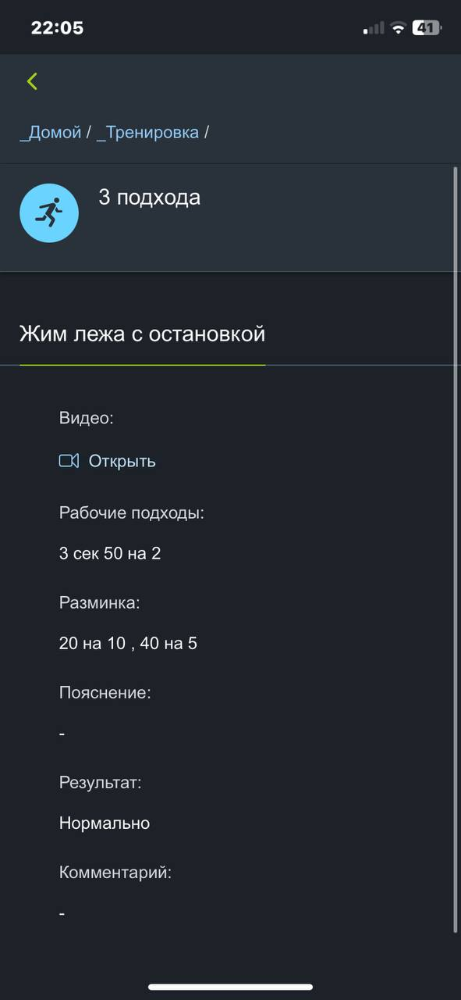 22:05
41
_Домой / _Тренировка /
3 подхода
Жим лежа с остановкой
Видео:
Открыть
Рабочие подходы:
3 сек 50 на 2
Разминка:
20 на 10 , 40 на 5
Пояснение:
-
Результат:
Нормально
Комментарий:
-